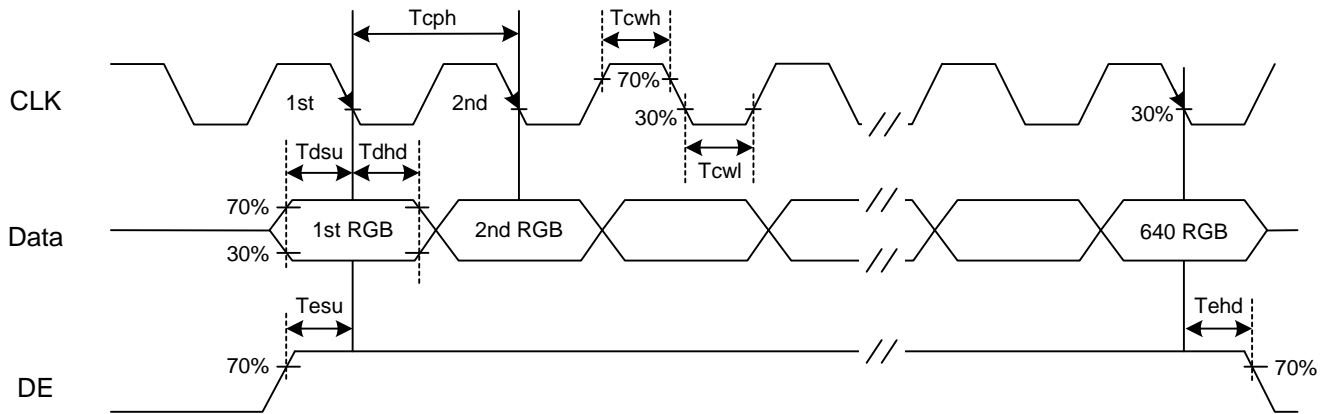 Tcph
Tcwh
CLK
1st
2nd
70%
30%
30%
Tdsu
Tdhd
Tcwl
70%
Data
1st RGB
2nd RGB
640 RGB
30%
//
//
//
Tesu
Tehd
70%
70%
DE